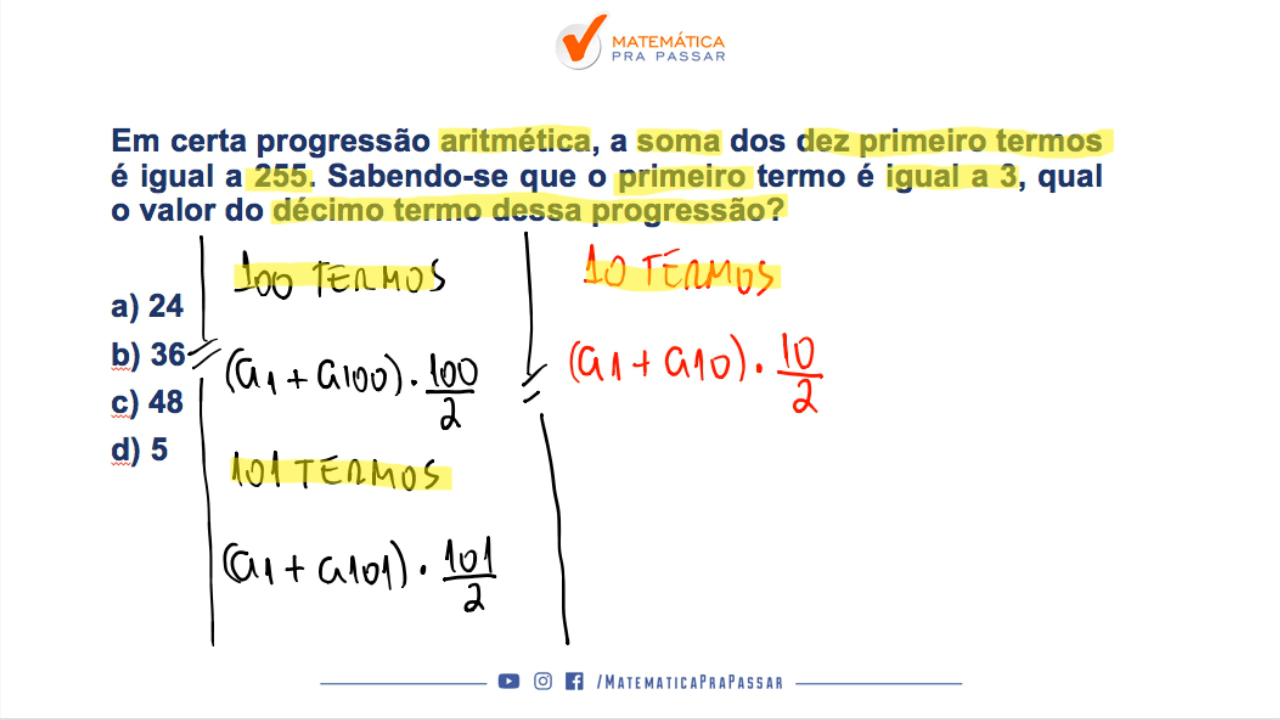 MATEMÁTICA
PRA PASSAR
Em certa progressão aritmética, a soma dos dez primeiro termos
é igual a 255. Sabendo-se que o primeiro termo é igual a 3, qual
o valor do décimo termo dessa progressão?
a) 24
b) 36
c) 48
d) 5
100 TERMOS
(a1 + a100) . 100/2
101 TERMOS
(a1 + a101) . 101/2
10 TERMOS
(a1 + a10) . 10/2
/MATEMATICAPRAPASSAR